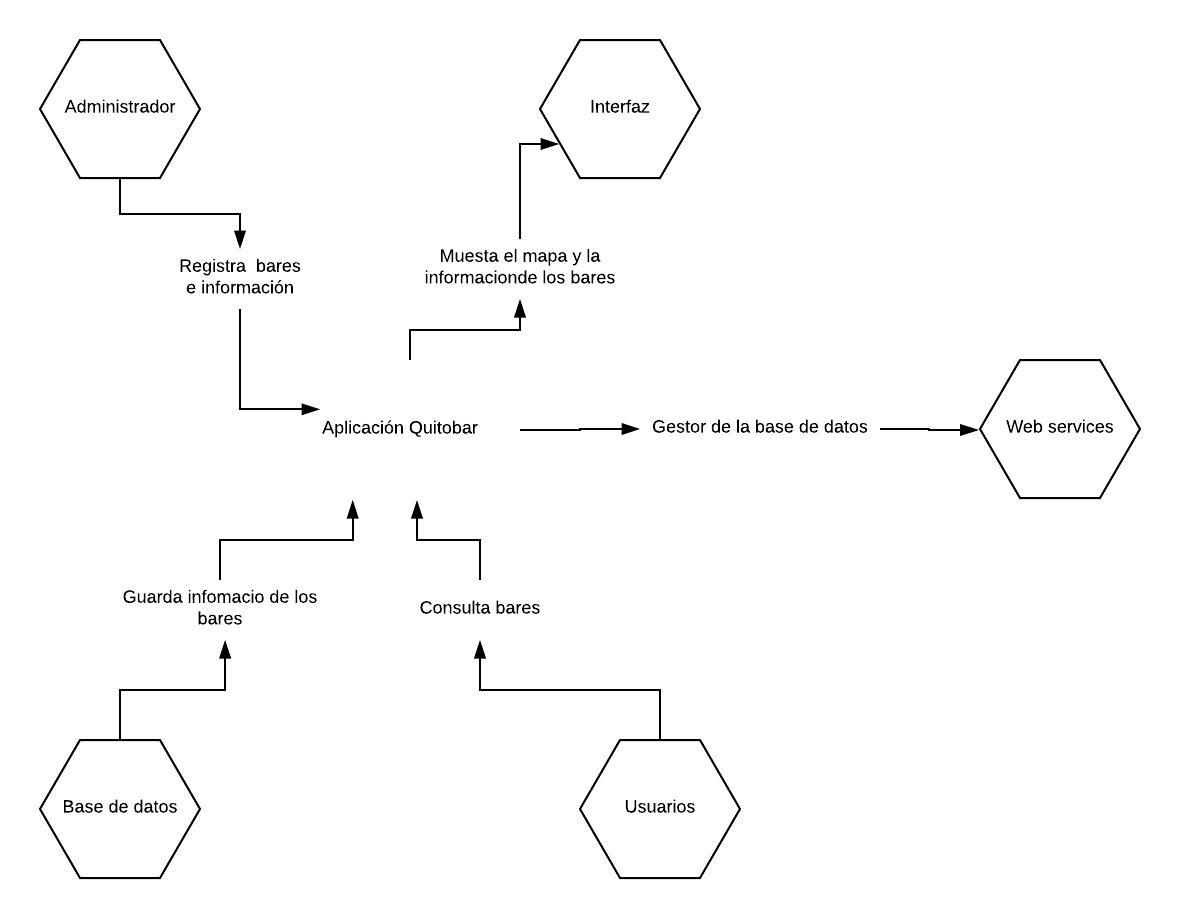 Administrador
Interfaz
Registra  bares
e información
Muesta el mapa y la
informacionde los bares
Aplicación Quitobar
Gestor de la base de datos
Web services
Guarda infomacio de los
bares
Consulta bares
Base de datos
Usuarios